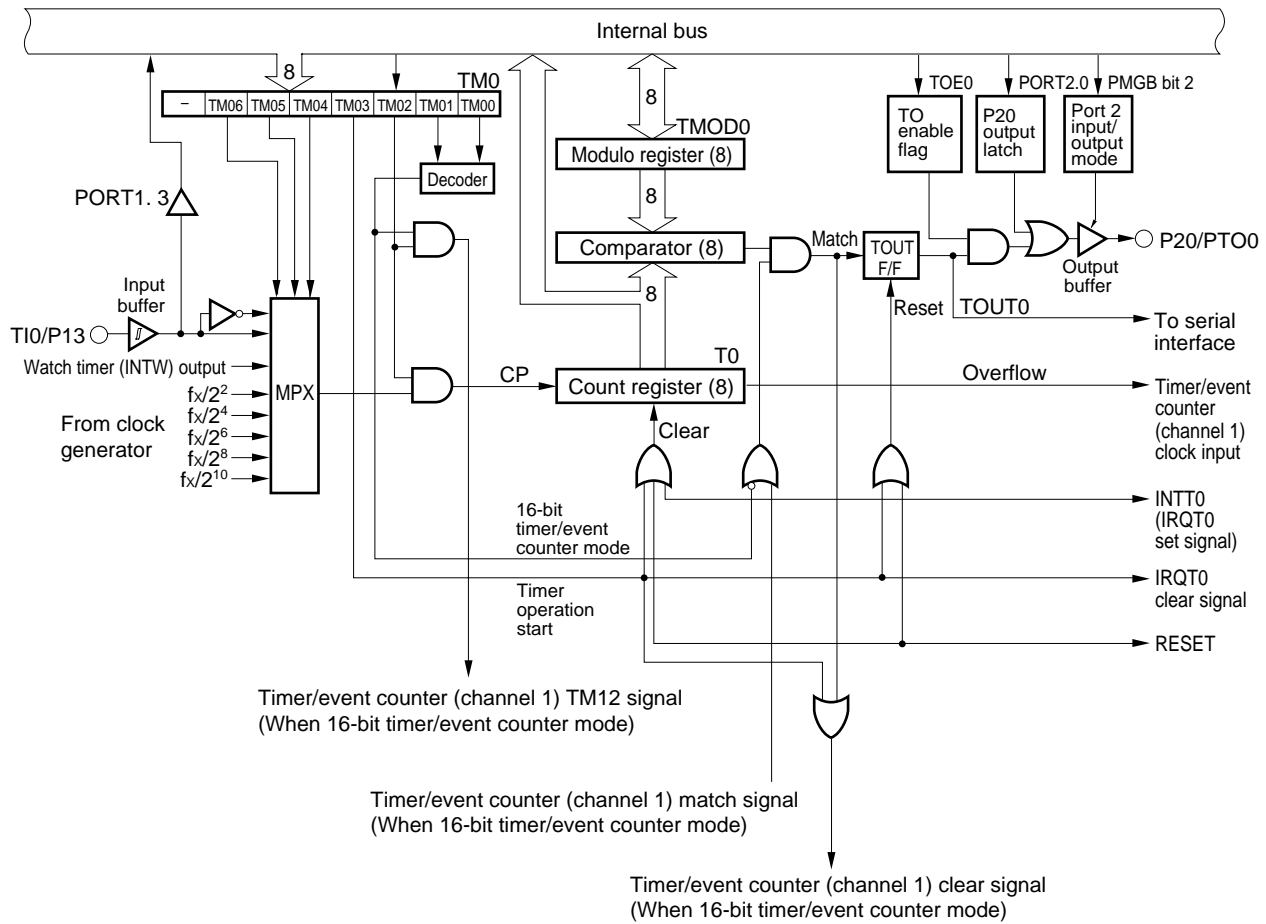 Internal bus
8
TM0
– TM06 TM05 TM04 TM03 TM02 TM01 TM00
Decoder
PORT1. 3
Input
buffer
TI0/P13
Watch timer (INTW) output
fx/2²
fx/2⁴
fx/2⁶
fx/2⁸
fx/2¹⁰
From clock
generator
MPX
8
TMOD0
Modulo register (8)
8
Comparator (8)
8
T0
CP
Count register (8)
Clear
Match
TOUT
F/F
Reset
TOUT0
TOE0
TO
enable
flag
PORT2.0
P20
output
latch
PMGB bit 2
Port 2
input/
output
mode
Output
buffer
P20/PTO0
To serial
interface
Overflow
Timer/event
counter
(channel 1)
clock input
16-bit
timer/event
counter mode
INTT0
(IRQT0
set signal)
Timer
operation
start
IRQT0
clear signal
RESET
Timer/event counter (channel 1) TM12 signal
(When 16-bit timer/event counter mode)
Timer/event counter (channel 1) match signal
(When 16-bit timer/event counter mode)
Timer/event counter (channel 1) clear signal
(When 16-bit timer/event counter mode)